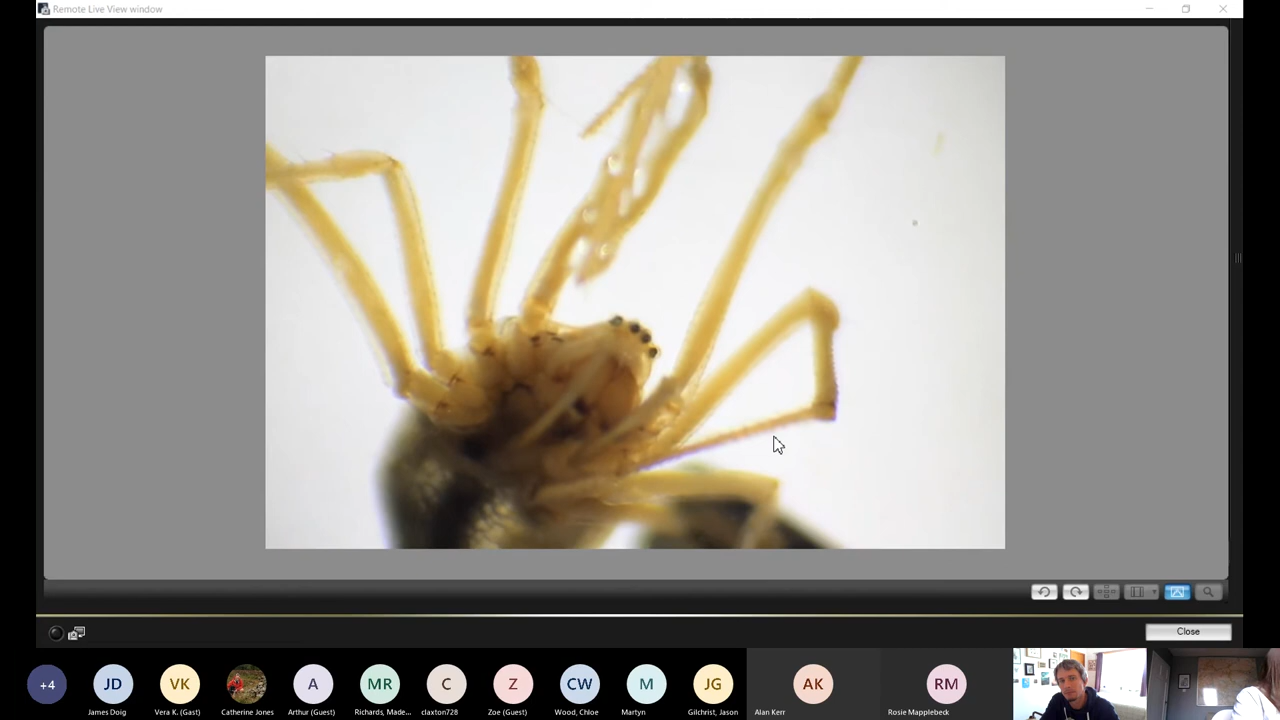 Remote Live View window
Close
+4
JD
VK
A
MR
C
Z
CW
M
JG
AK
RM
James Doig
Vera K. (Gast)
Catherine Jones
Arthur (Guest)
Richards, Made...
claxton728
Zoe (Guest)
Wood, Chloe
Martyn
Gilchrist, Jason
Alan Kerr
Rosie Mapplebeck